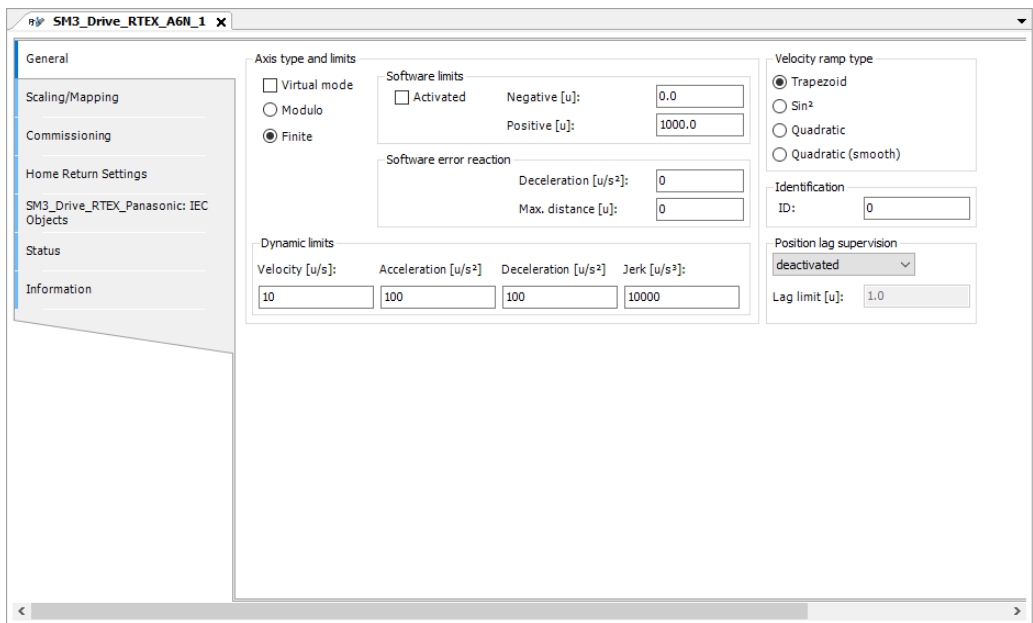 SM3_Drive_RTEX_A6N_1
General
Scaling/Mapping
Commissioning
Home Return Settings
SM3_Drive_RTEX_Panasonic: IEC
Objects
Status
Information
Axis type and limits
Virtual mode
Modulo
Finite
Software limits
Activated
Negative [u]: 0.0
Positive [u]: 1000.0
Software error reaction
Deceleration [u/s²]: 0
Max. distance [u]: 0
Dynamic limits
Velocity [u/s]: Acceleration [u/s²] Deceleration [u/s²] Jerk [u/s³]:
10 100 100 10000
Velocity ramp type
Trapezoid
Sin²
Quadratic
Quadratic (smooth)
Identification
ID: 0
Position lag supervision
deactivated
Lag limit [u]: 1.0